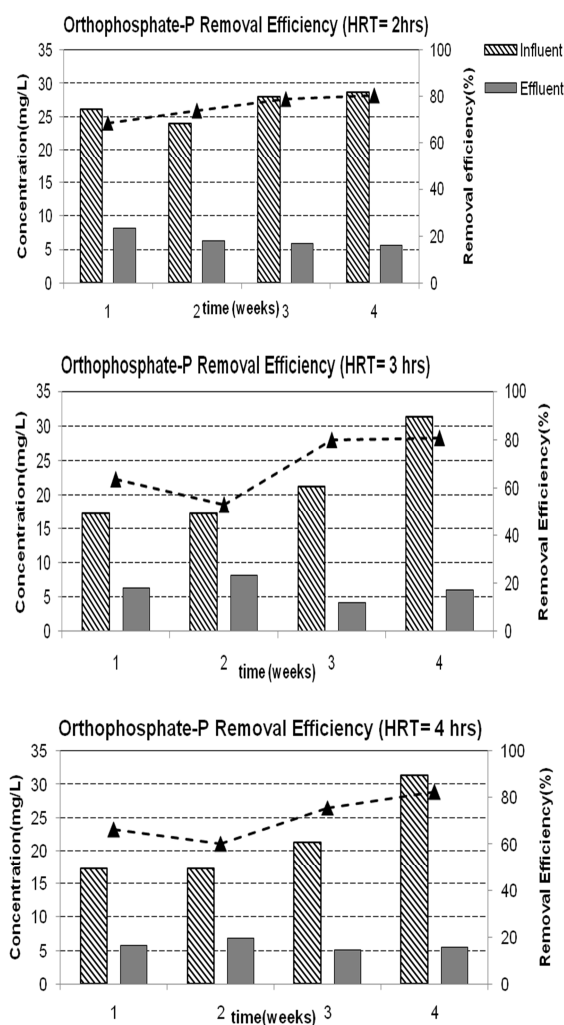 Orthophosphate-P Removal Efficiency (HRT= 2hrs)
Concentration(mg/L)
35
30
25
20
15
10
5
0
100
80
60
40
20
0
Removal efficiency(%)
Influent
Effluent
1 2 3 4
time (weeks)
Orthophosphate-P Removal Efficiency (HRT= 3 hrs)
Concentration(mg/L)
35
30
25
20
15
10
5
0
100
80
60
40
20
0
Removal Efficiency(%)
1 2 3 4
time (weeks)
Orthophosphate-P Removal Efficiency (HRT= 4 hrs)
Concentration(mg/L)
35
30
25
20
15
10
5
0
100
80
60
40
20
0
Removal Efficiency(%)
1 2 3 4
time(weeks)